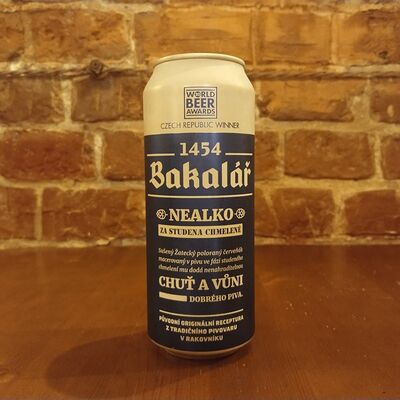 WORLD
BEER
AWARDS
CZECH REPUBLIC WINNER
1454
Bakalář
NEALKO
ZA STUDENA CHMELENÉ
Sušený Žatecký poloraný červeňák
macerovaný v pivu ve fázi studeného
chmelení mu dodá nenahraditelnou
CHUŤ A VŮNI
DOBRÉHO PIVA.
PŮVODNÍ ORIGINÁLNÍ RECEPTURA
Z TRADIČNÍHO PIVOVARU
V RAKOVNÍKU